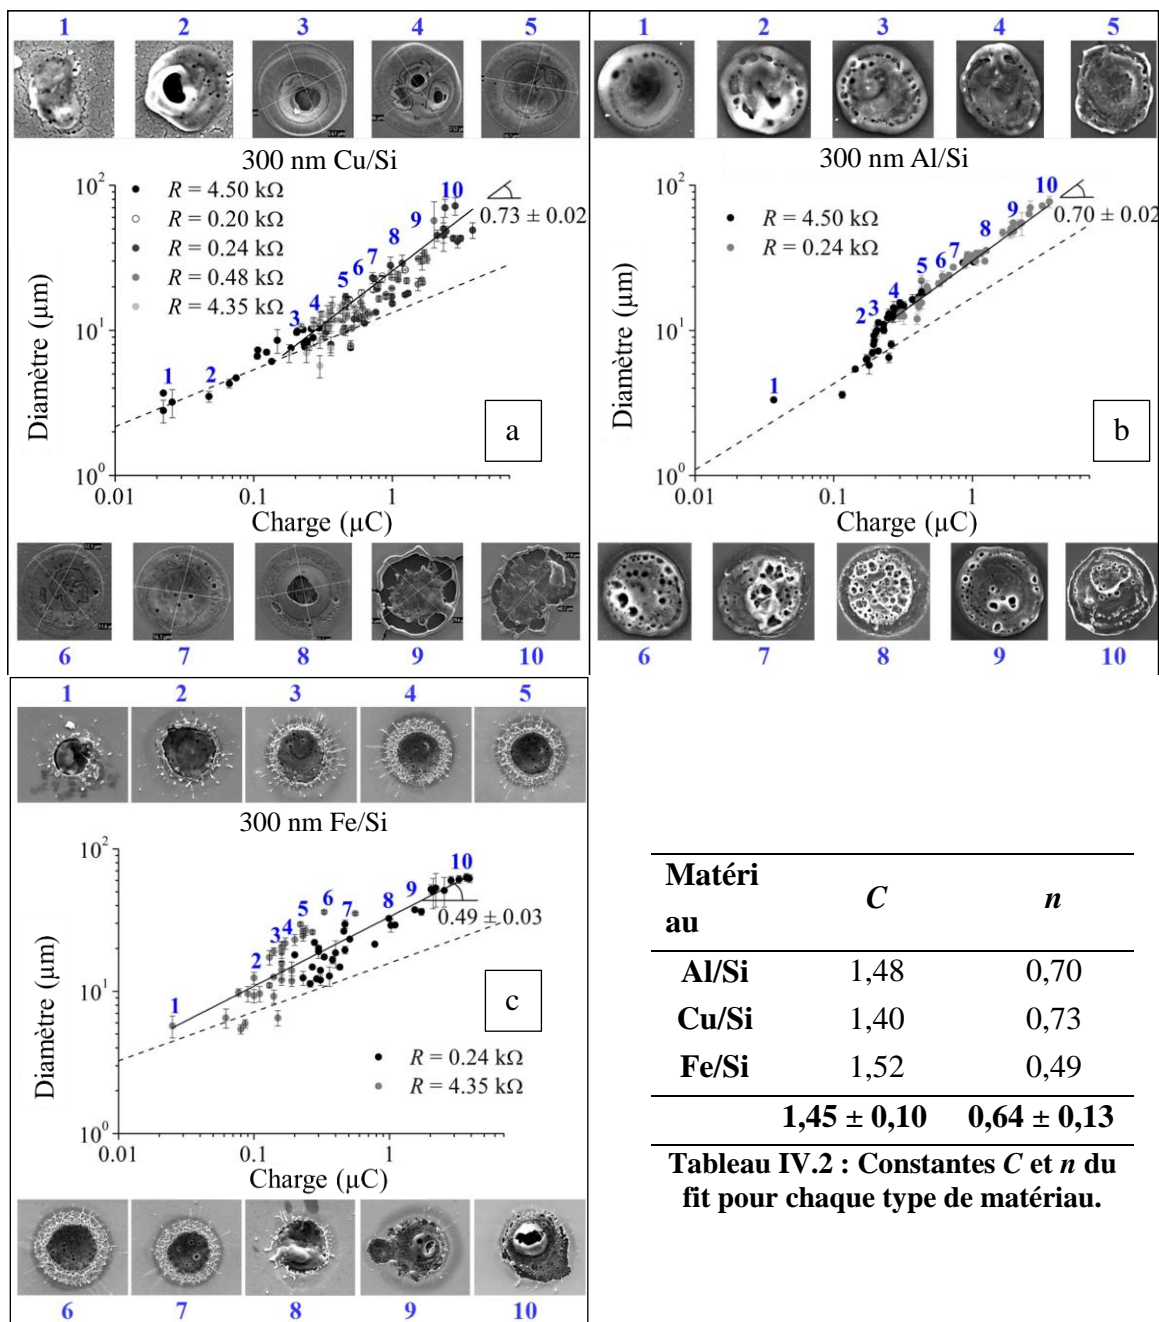 1 2 3 4 5
300 nm Cu/Si
10²
R = 4.50 kΩ
R = 0.20 kΩ
R = 0.24 kΩ
R = 0.48 kΩ
R = 4.35 kΩ
10
9
8
7
6
5
4
3
2
1
0.73 ± 0.02
Diamètre (µm)
10¹
10⁰
0.01 0.1 1
Charge (µC)
a
6 7 8 9 10
1 2 3 4 5
300 nm Al/Si
10²
R = 4.50 kΩ
R = 0.24 kΩ
10
9
8
7
6
5
4
3
2
1
0.70 ± 0.02
Diamètre (µm)
10¹
10⁰
0.01 0.1 1
Charge (µC)
b
6 7 8 9 10
1 2 3 4 5
300 nm Fe/Si
10²
10
9
8
7
6
5
4
3
2
1
0.49 ± 0.03
Diamètre (µm)
10¹
c
R = 0.24 kΩ
R = 4.35 kΩ
10⁰
0.01 0.1 1
Charge (µC)
6 7 8 9 10
Matéri
au C n
Al/Si 1,48 0,70
Cu/Si 1,40 0,73
Fe/Si 1,52 0,49
1,45 ± 0,10 0,64 ± 0,13
Tableau IV.2 : Constantes C et n du
fit pour chaque type de matériau.